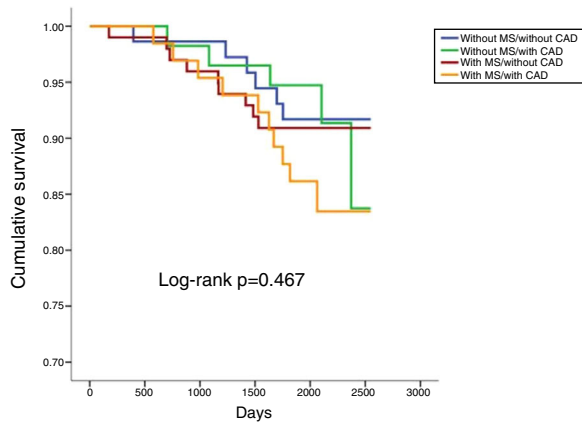 Without MS/without CAD
Without MS/with CAD
With MS/without CAD
With MS/with CAD
Cumulative survival
1.00
0.95
0.90
0.85
0.80
0.70
Log-rank p=0.467
0 500 1000 1500 2000 2500 3000
Days